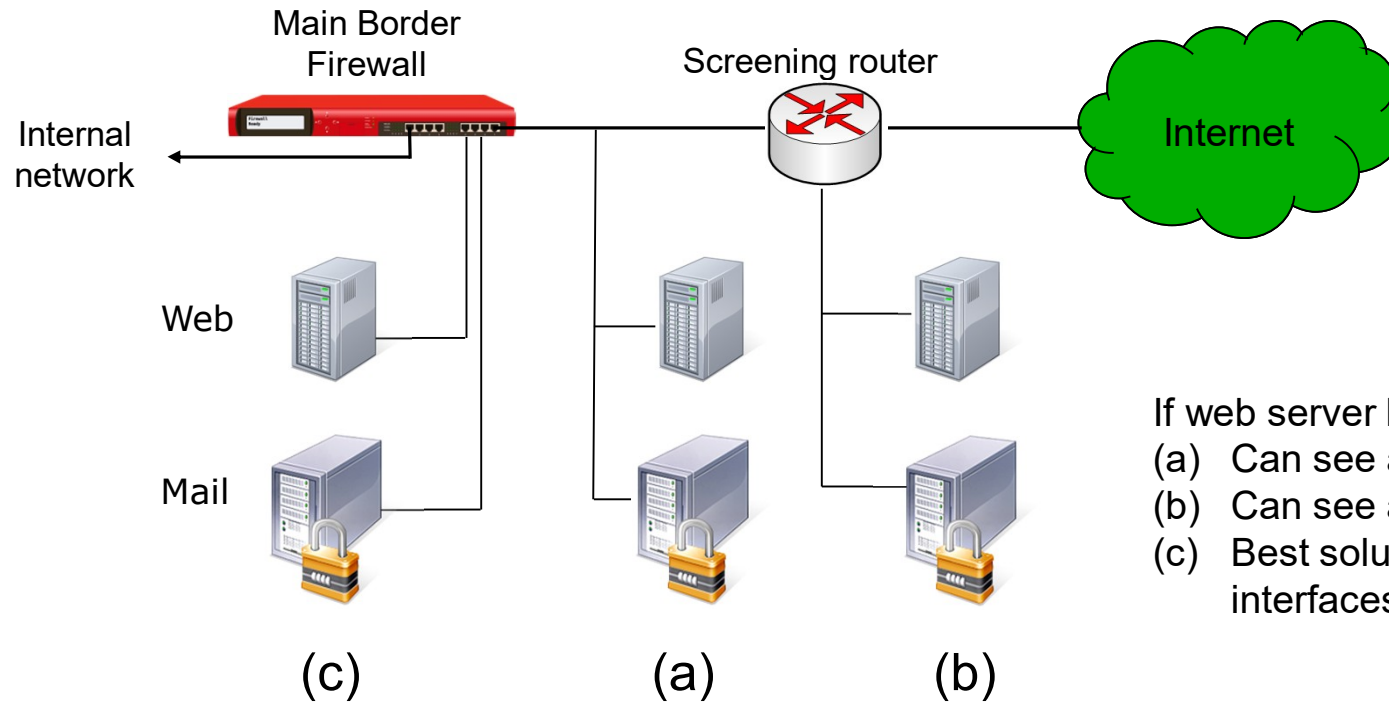 Main Border
Firewall
Screening router
Internal
network
Internet
Web
Mail
If web server
(a) Can see
(b) Can see
(c) Best
interfaces
(c)
(a)
(b)